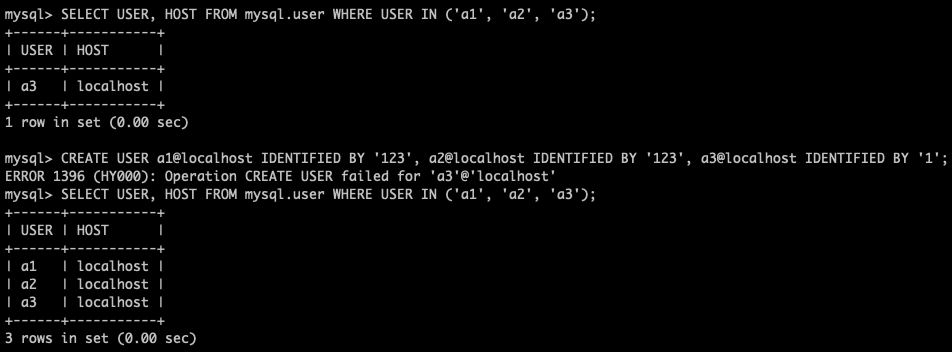 mysql> SELECT USER, HOST FROM mysql.user WHERE USER IN ('a1', 'a2', 'a3');
+------+-----------+
| USER | HOST      |
+------+-----------+
| a3   | localhost |
+------+-----------+
1 row in set (0.00 sec)

mysql> CREATE USER a1@localhost IDENTIFIED BY '123', a2@localhost IDENTIFIED BY '123', a3@localhost IDENTIFIED BY '1';
ERROR 1396 (HY000): Operation CREATE USER failed for 'a3'@'localhost'
mysql> SELECT USER, HOST FROM mysql.user WHERE USER IN ('a1', 'a2', 'a3');
+------+-----------+
| USER | HOST      |
+------+-----------+
| a1   | localhost |
| a2   | localhost |
| a3   | localhost |
+------+-----------+
3 rows in set (0.00 sec)